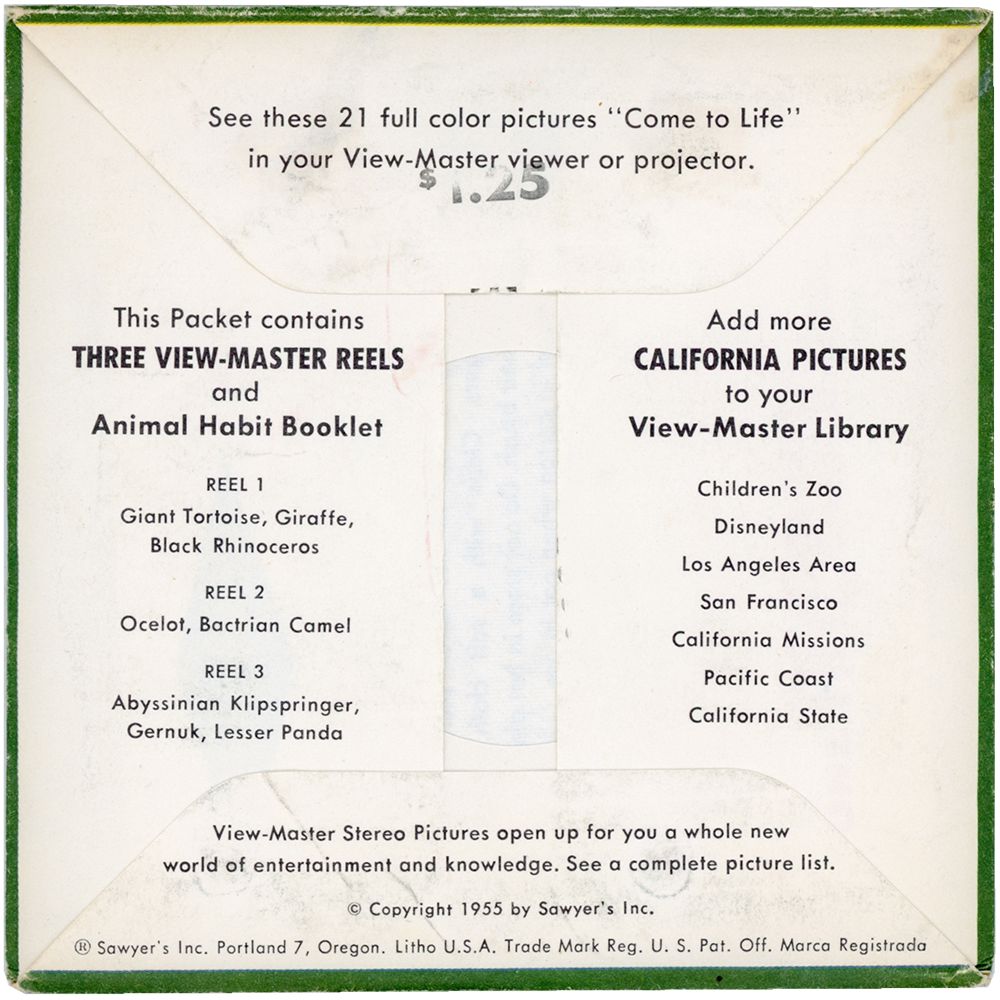 See these 21 full color pictures “Come to Life”
in your View-Master viewer or projector.
$1.25
This Packet contains
THREE VIEW-MASTER REELS
and
Animal Habit Booklet
REEL 1
Giant Tortoise, Giraffe,
Black Rhinoceros
REEL 2
Ocelot, Bactrian Camel
REEL 3
Abyssinian Klipspringer,
Gernuk, Lesser Panda
Add more
CALIFORNIA PICTURES
to your
View-Master Library
Children's Zoo
Disneyland
Los Angeles Area
San Francisco
California Missions
Pacific Coast
California State
View-Master Stereo Pictures open up for you a whole new
world of entertainment and knowledge. See a complete picture list.
© Copyright 1955 by Sawyer's Inc.
® Sawyer's Inc. Portland 7, Oregon. Litho U.S.A. Trade Mark Reg. U. S. Pat. Off. Marca Registrada